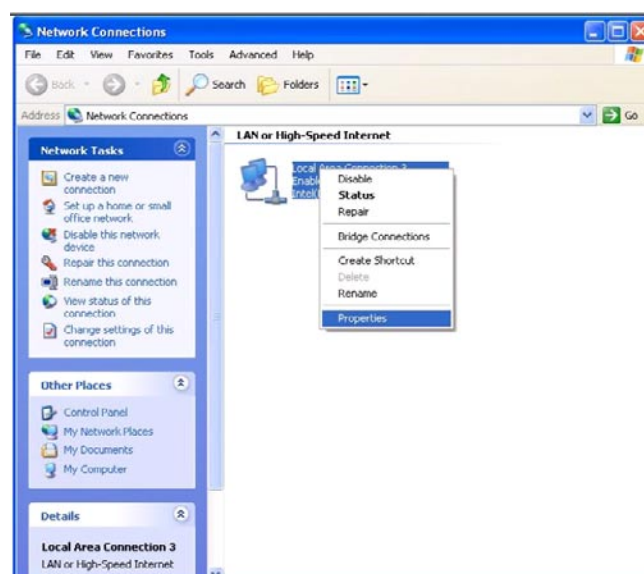 Network Connections
File Edit View Favorites Tools Advanced Help
Back Search Folders
Address Network Connections Go
Network Tasks
Create a new
connection
Set up a home or small
office network
Disable this network
device
Repair this connection
Rename this connection
View status of this
connection
Change settings of this
connection
Other Places
Control Panel
My Network Places
My Documents
My Computer
Details
Local Area Connection 3
LAN or High-Speed Internet
LAN or High-Speed Internet
Local Area Connection 3
Disable
Status
Repair
Bridge Connections
Create Shortcut
Delete
Rename
Properties